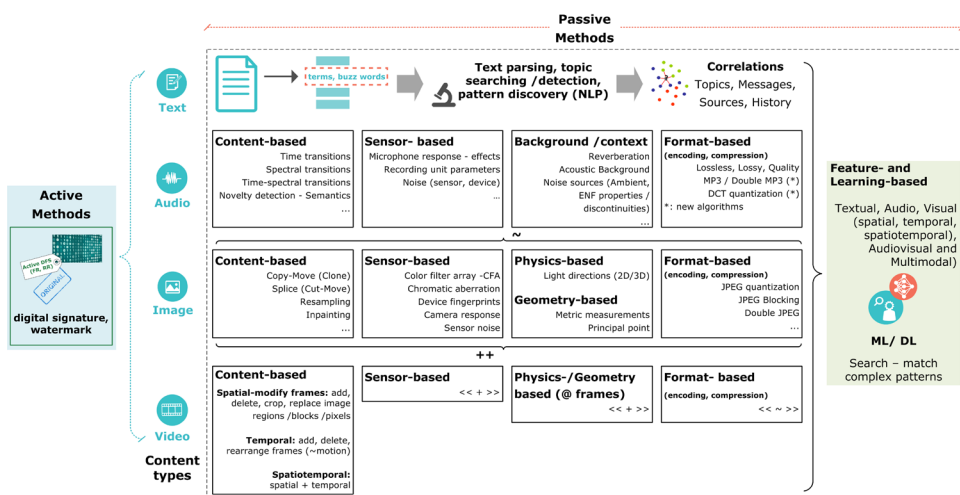 Passive
Methods
Text
terms, buzz words
Text parsing, topic
searching /detection,
pattern discovery (NLP)
Correlations
Topics, Messages,
Sources, History
Audio
Content-based
Time transitions
Spectral transitions
Time-spectral transitions
Novelty detection - Semantics
...
Sensor- based
Microphone response - effects
Recording unit parameters
Noise (sensor, device)
...
Background /context
Reverberation
Acoustic Background
Noise sources (Ambient,
ENF properties /
discontinuities)
...
Format-based
(encoding, compression)
Lossless, Lossy, Quality
MP3 / Double MP3 (*)
DCT quantization (*)
*: new algorithms
~
Active
Methods
Active DFS
(FB, BR)
ORIGINAL
digital signature,
watermark
Image
Content-based
Copy-Move (Clone)
Splice (Cut-Move)
Resampling
Inpainting
...
Sensor-based
Color filter array -CFA
Chromatic aberration
Device fingerprints
Camera response
Sensor noise
Physics-based
Light directions (2D/3D)
Geometry-based
Metric measurements
Principal point
Format-based
(encoding, compression)
JPEG quantization
JPEG Blocking
Double JPEG
...
++
Video
Content
types
Content-based
Spatial-modify frames: add,
delete, crop, replace image
regions /blocks /pixels
Temporal: add, delete,
rearrange frames (~motion)
Spatiotemporal:
spatial + temporal
Sensor-based
<< + >>
Physics-/Geometry
based (@ frames)
<< + >>
Format- based
(encoding, compression)
<< ~ >>
Feature- and
Learning-based
Textual, Audio, Visual
(spatial, temporal,
spatiotemporal),
Audiovisual and
Multimodal)
ML/ DL
Search – match
complex patterns